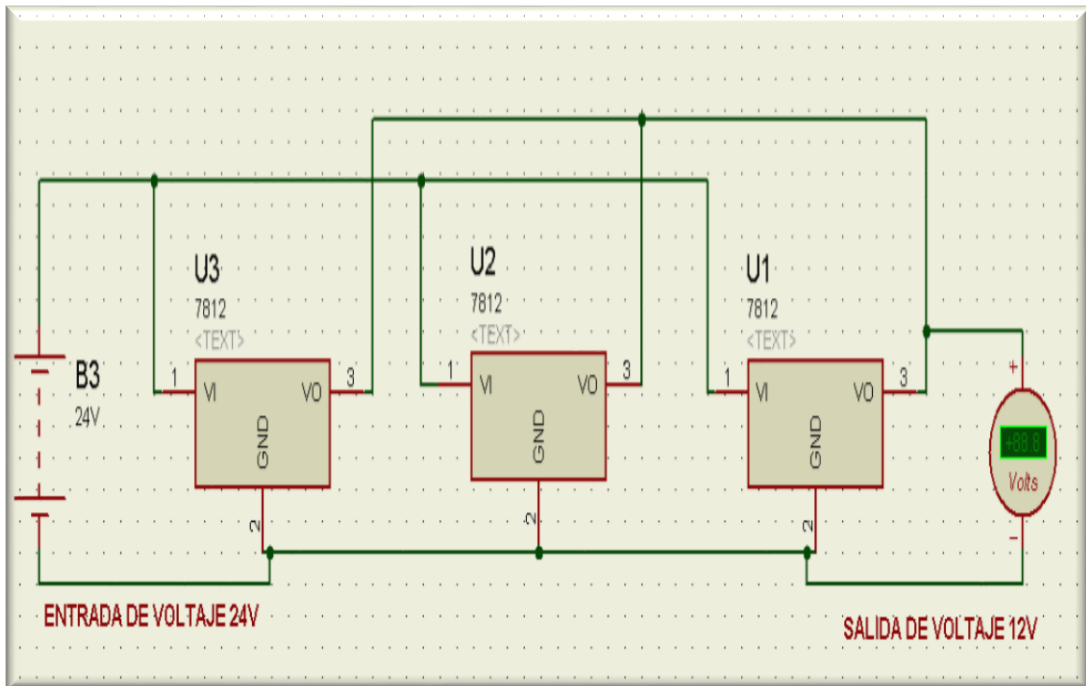 U3
7812
<TEXT>
U2
7812
<TEXT>
U1
7812
<TEXT>
B3
24V
1
VI
VO
3
GND
2
1
VI
VO
3
GND
2
1
VI
VO
3
GND
2
+
+88.8
Volts
-
ENTRADA DE VOLTAJE 24V
SALIDA DE VOLTAJE 12V